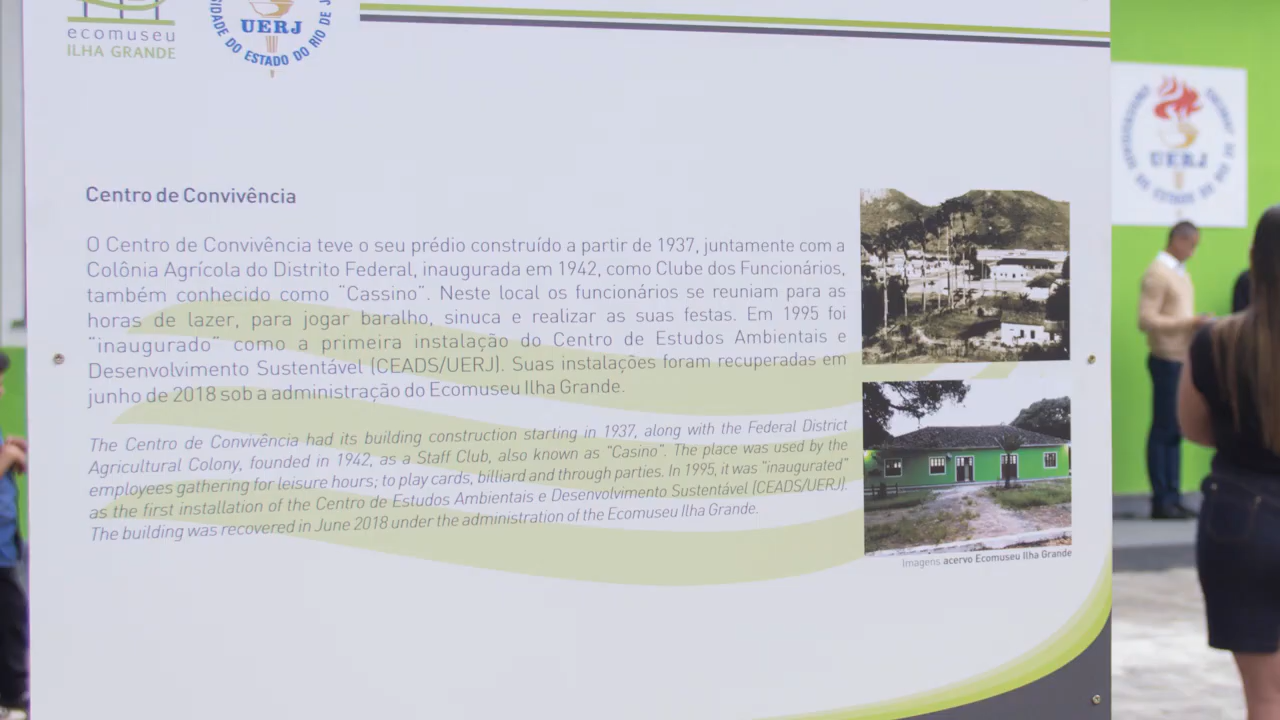 ecomuseu
ILHA GRANDE
UERJ
DO ESTADO DO RIO DE J
Centro de Convivência
O Centro de Convivência teve o seu prédio construído a partir de 1937, juntamente com a
Colônia Agrícola do Distrito Federal, inaugurada em 1942, como Clube dos Funcionários,
também conhecido como "Cassino". Neste local os funcionários se reuniam para as
horas de lazer, para jogar baralho, sinuca e realizar as suas festas. Em 1995 foi
"inaugurado" como a primeira instalação do Centro de Estudos Ambientais e
Desenvolvimento Sustentável (CEADS/UERJ). Suas instalações foram recuperadas em
junho de 2018 sob a administração do Ecomuseu Ilha Grande.
The Centro de Convivência had its building construction starting in 1937, along with the Federal District
Agricultural Colony, founded in 1942, as a Staff Club, also known as "Casino". The place was used by the
employees gathering for leisure hours; to play cards, billiard and through parties. In 1995, it was "inaugurated"
as the first installation of the Centro de Estudos Ambientais e Desenvolvimento Sustentável (CEADS/UERJ).
The building was recovered in June 2018 under the administration of the Ecomuseu Ilha Grande.
Imagens acervo Ecomuseu Ilha Grande
UERJ